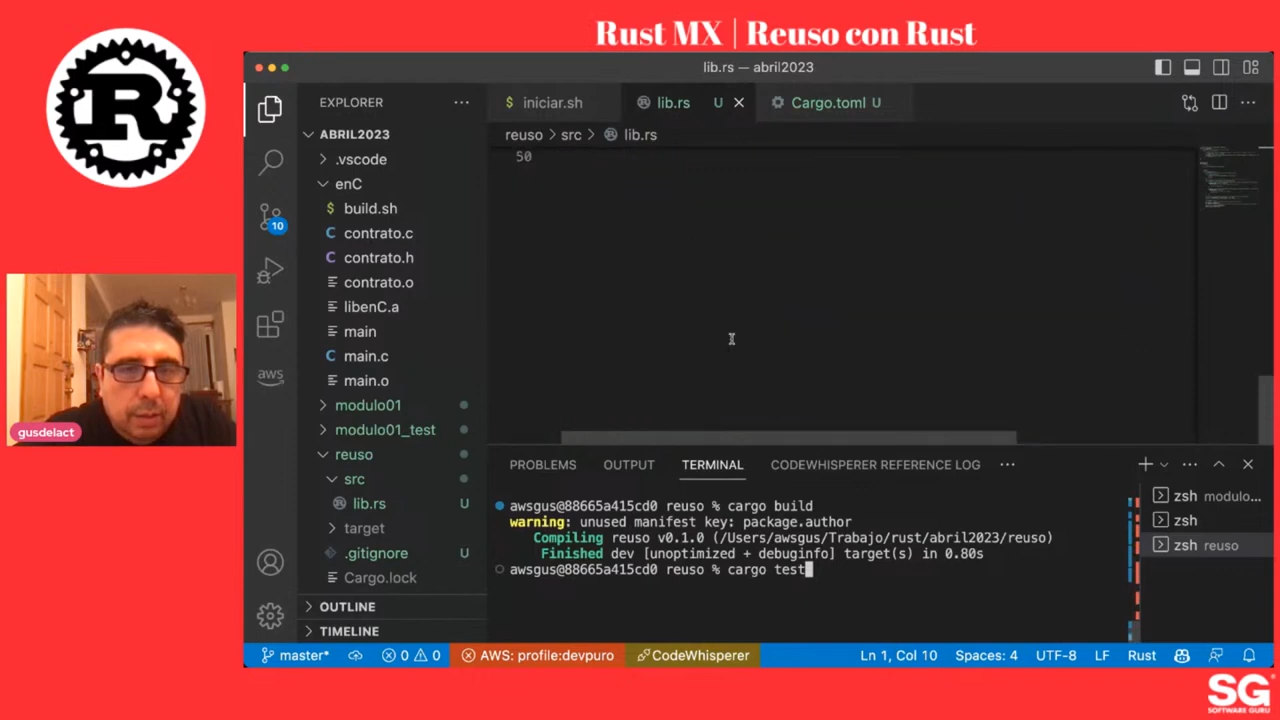 Rust MX | Reuso con Rust
R
lib.rs — abril2023
EXPLORER
iniciar.sh
lib.rs U
Cargo.toml U
ABRIL2023
reuso > src > lib.rs
.vscode
50
enC
build.sh
C contrato.c
C contrato.h
contrato.o
libenC.a
main
C main.c
main.o
modulo01
modulo01_test
reuso
src
lib.rs U
target
.gitignore U
Cargo.lock
OUTLINE
TIMELINE
10
aws
gusdelact
PROBLEMS OUTPUT TERMINAL CODEWHISPERER REFERENCE LOG
awsgus@88665a415cd0 reuso % cargo build
warning: unused manifest key: package.author
Compiling reuso v0.1.0 (/Users/awsgus/Trabajo/rust/abril2023/reuso)
Finished dev [unoptimized + debuginfo] target(s) in 0.80s
awsgus@88665a415cd0 reuso % cargo test
zsh modulo...
zsh
zsh reuso
master* 0 0 AWS: profile:devpuro CodeWhisperer Ln 1, Col 10 Spaces: 4 UTF-8 LF Rust
SG
SOFTWARE GURU